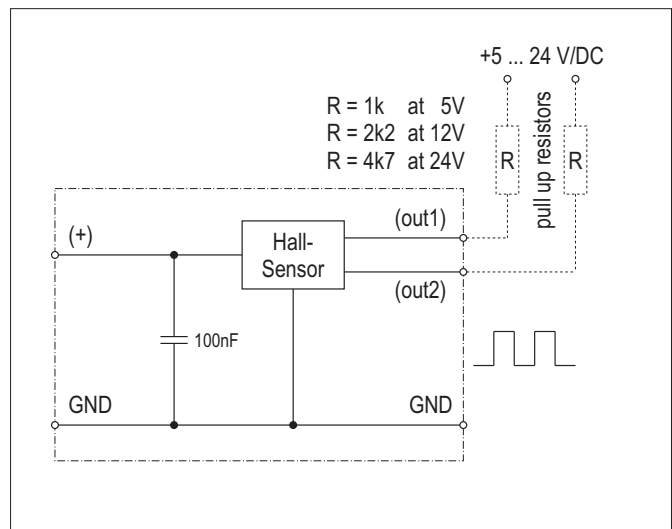 +5 ... 24 V/DC
R = 1k at 5V
R = 2k2 at 12V
R = 4k7 at 24V
R
R
pull up resistors
(+)
Hall-
Sensor
(out1)
(out2)
100nF
GND
GND